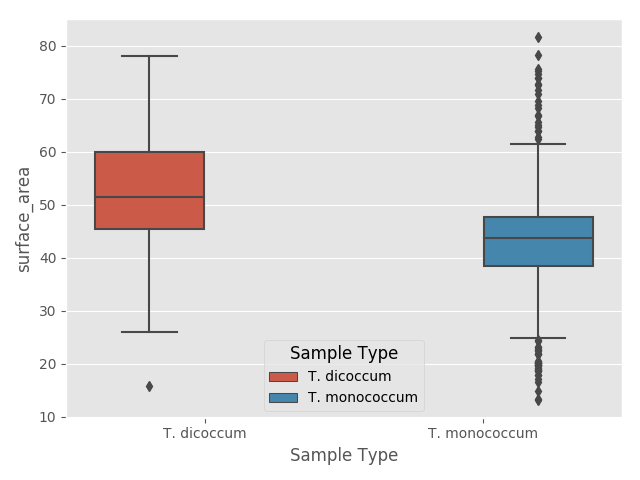 80
70
60
50
40
30
20
10
surface_area
Sample Type
T. dicoccum
T. monococcum
T. dicoccum
T. monococcum
Sample Type